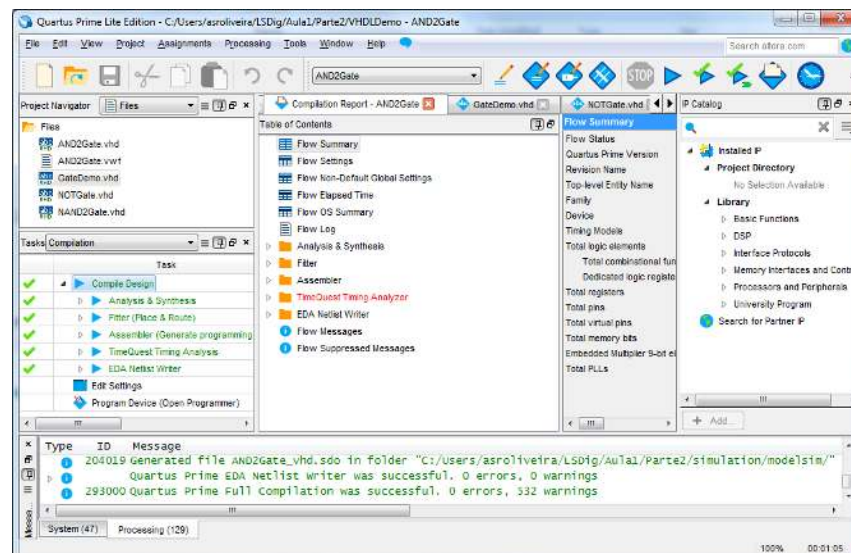 Quartus Prime Lite Edition - C:/Users/asroliveira/LSDig/Aula1/Parte2/VHDLDemo - AND2Gate
File Edit View Project Assignments Processing Tools Window Help
Search altera.com
AND2Gate
STOP
Project Navigator
Files
Files
AND2Gate.vhd
AND2Gate.vwf
GateDemo.vhd
NOTGate.vhd
NAND2Gate.vhd
Tasks
Compilation
Task
Compile Design
Analysis & Synthesis
Fitter (Place & Route)
Assembler (Generate programming
TimeQuest Timing Analysis
EDA Netlist Writer
Edit Settings
Program Device (Open Programmer)
Compilation Report - AND2Gate
GateDemo.vhd
NOTGate.vhd
Table of Contents
Flow Summary
Flow Settings
Flow Non-Default Global Settings
Flow Elapsed Time
Flow OS Summary
Flow Log
Analysis & Synthesis
Fitter
Assembler
TimeQuest Timing Analyzer
EDA Netlist Writer
Flow Messages
Flow Suppressed Messages
Flow Summary
Flow Status
Quartus Prime Version
Revision Name
Top-level Entity Name
Family
Device
Timing Models
Total logic elements
Total combinational fun
Dedicated logic registe
Total registers
Total pins
Total virtual pins
Total memory bits
Embedded Multiplier 9-bit el
Total PLLs
IP Catalog
Installed IP
Project Directory
No Selection Available
Library
Basic Functions
DSP
Interface Protocols
Memory Interfaces and Contr
Processors and Peripherals
University Program
Search for Partner IP
+ Add...
Type ID Message
204019 Generated file AND2Gate_vhd.sdo in folder "C:/Users/asroliveira/LSDig/Aula1/Parte2/simulation/modelsim/"
Quartus Prime EDA Netlist Writer was successful. 0 errors, 0 warnings
293000 Quartus Prime Full Compilation was successful. 0 errors, 532 warnings
Messa...
System (47)
Processing (129)
100% 00:01:05